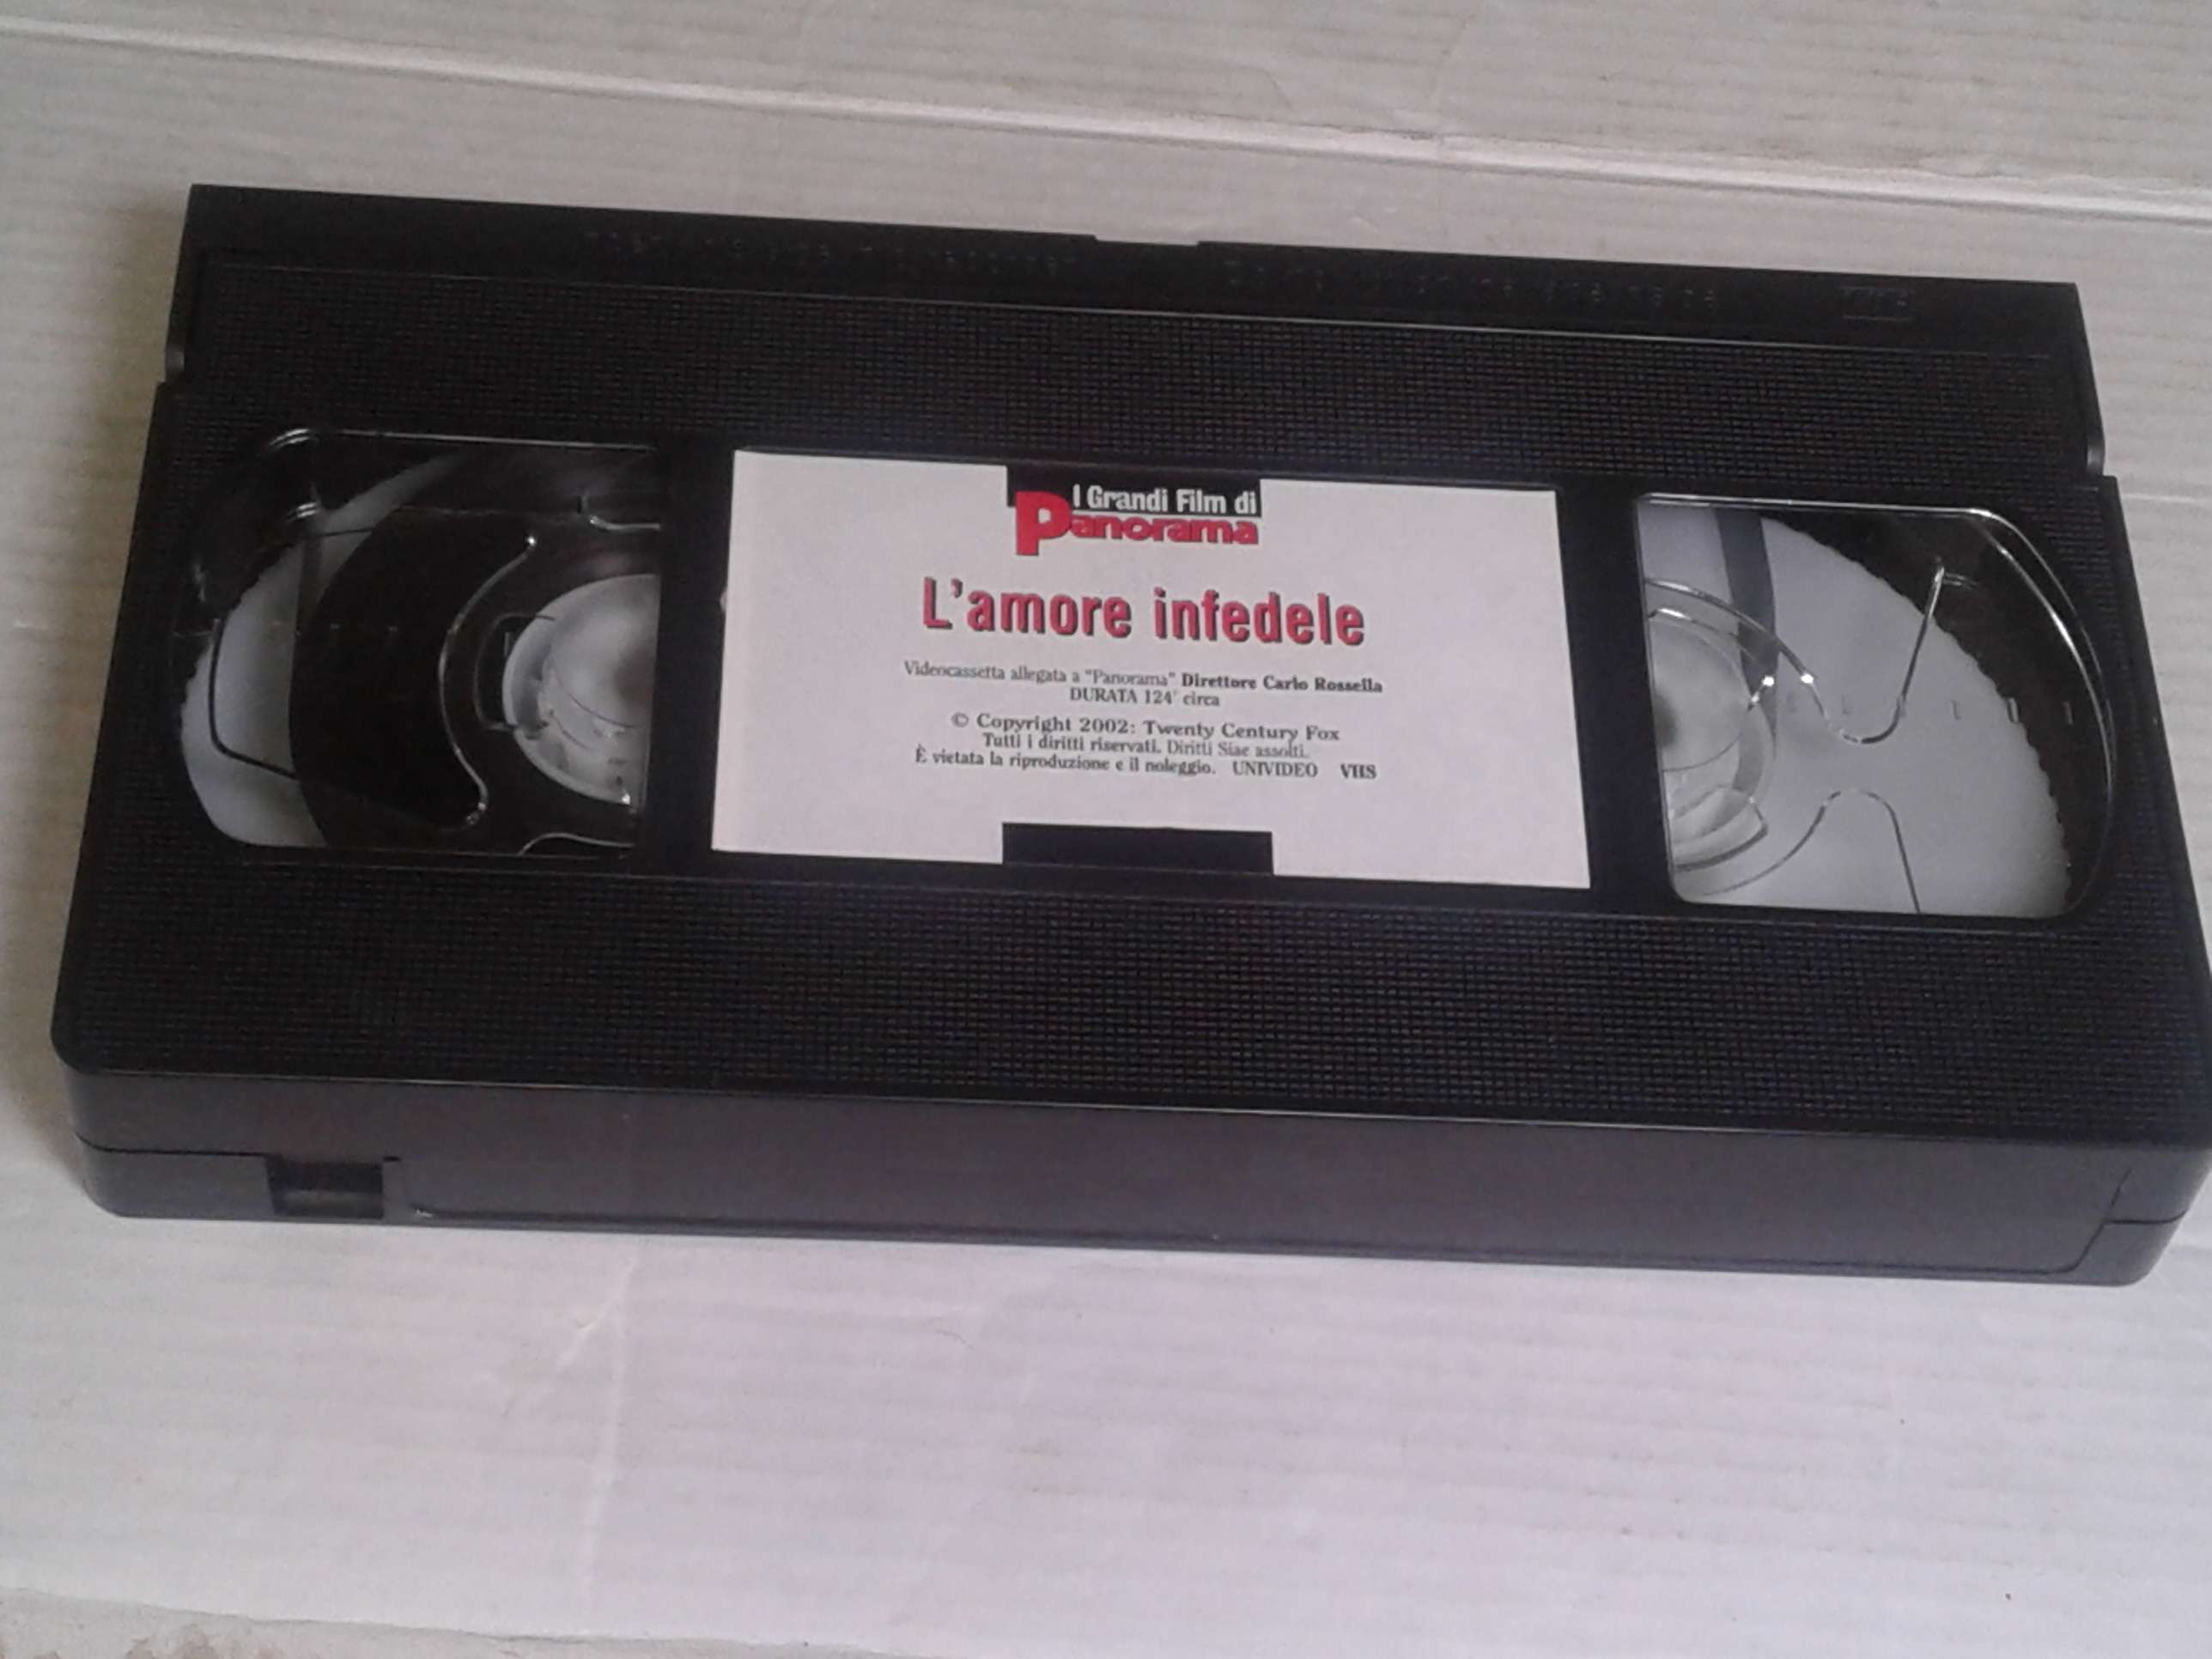 I Grandi Film di
Panorama
L'amore infedele
Videocassetta allegata a "Panorama" Direttore Carlo Rossella
DURATA 124' circa
© Copyright 2002: Twenty Century Fox
Tutti i diritti riservati. Diritti Siae assolti.
È vietata la riproduzione e il noleggio. UNIVIDEO VHS